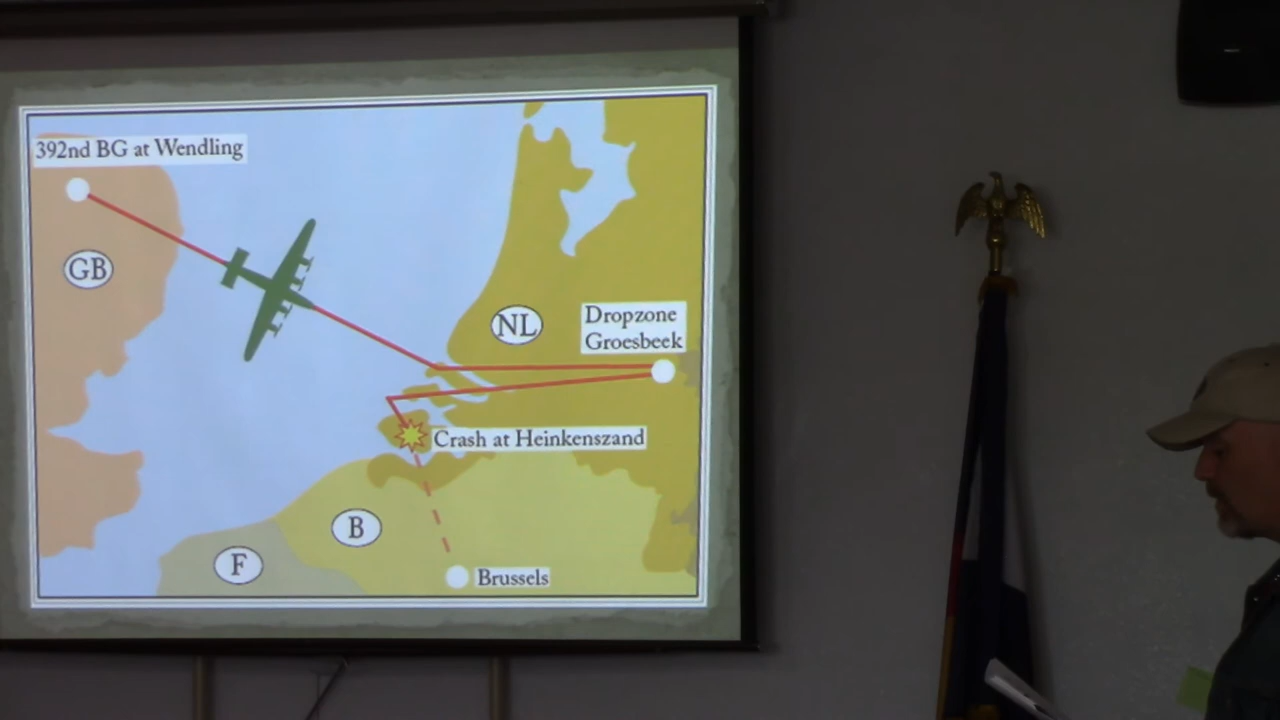 392nd BG at Wendling
GB
NL
Dropzone
Groesbeek
Crash at Heinkenszand
B
F
Brussels